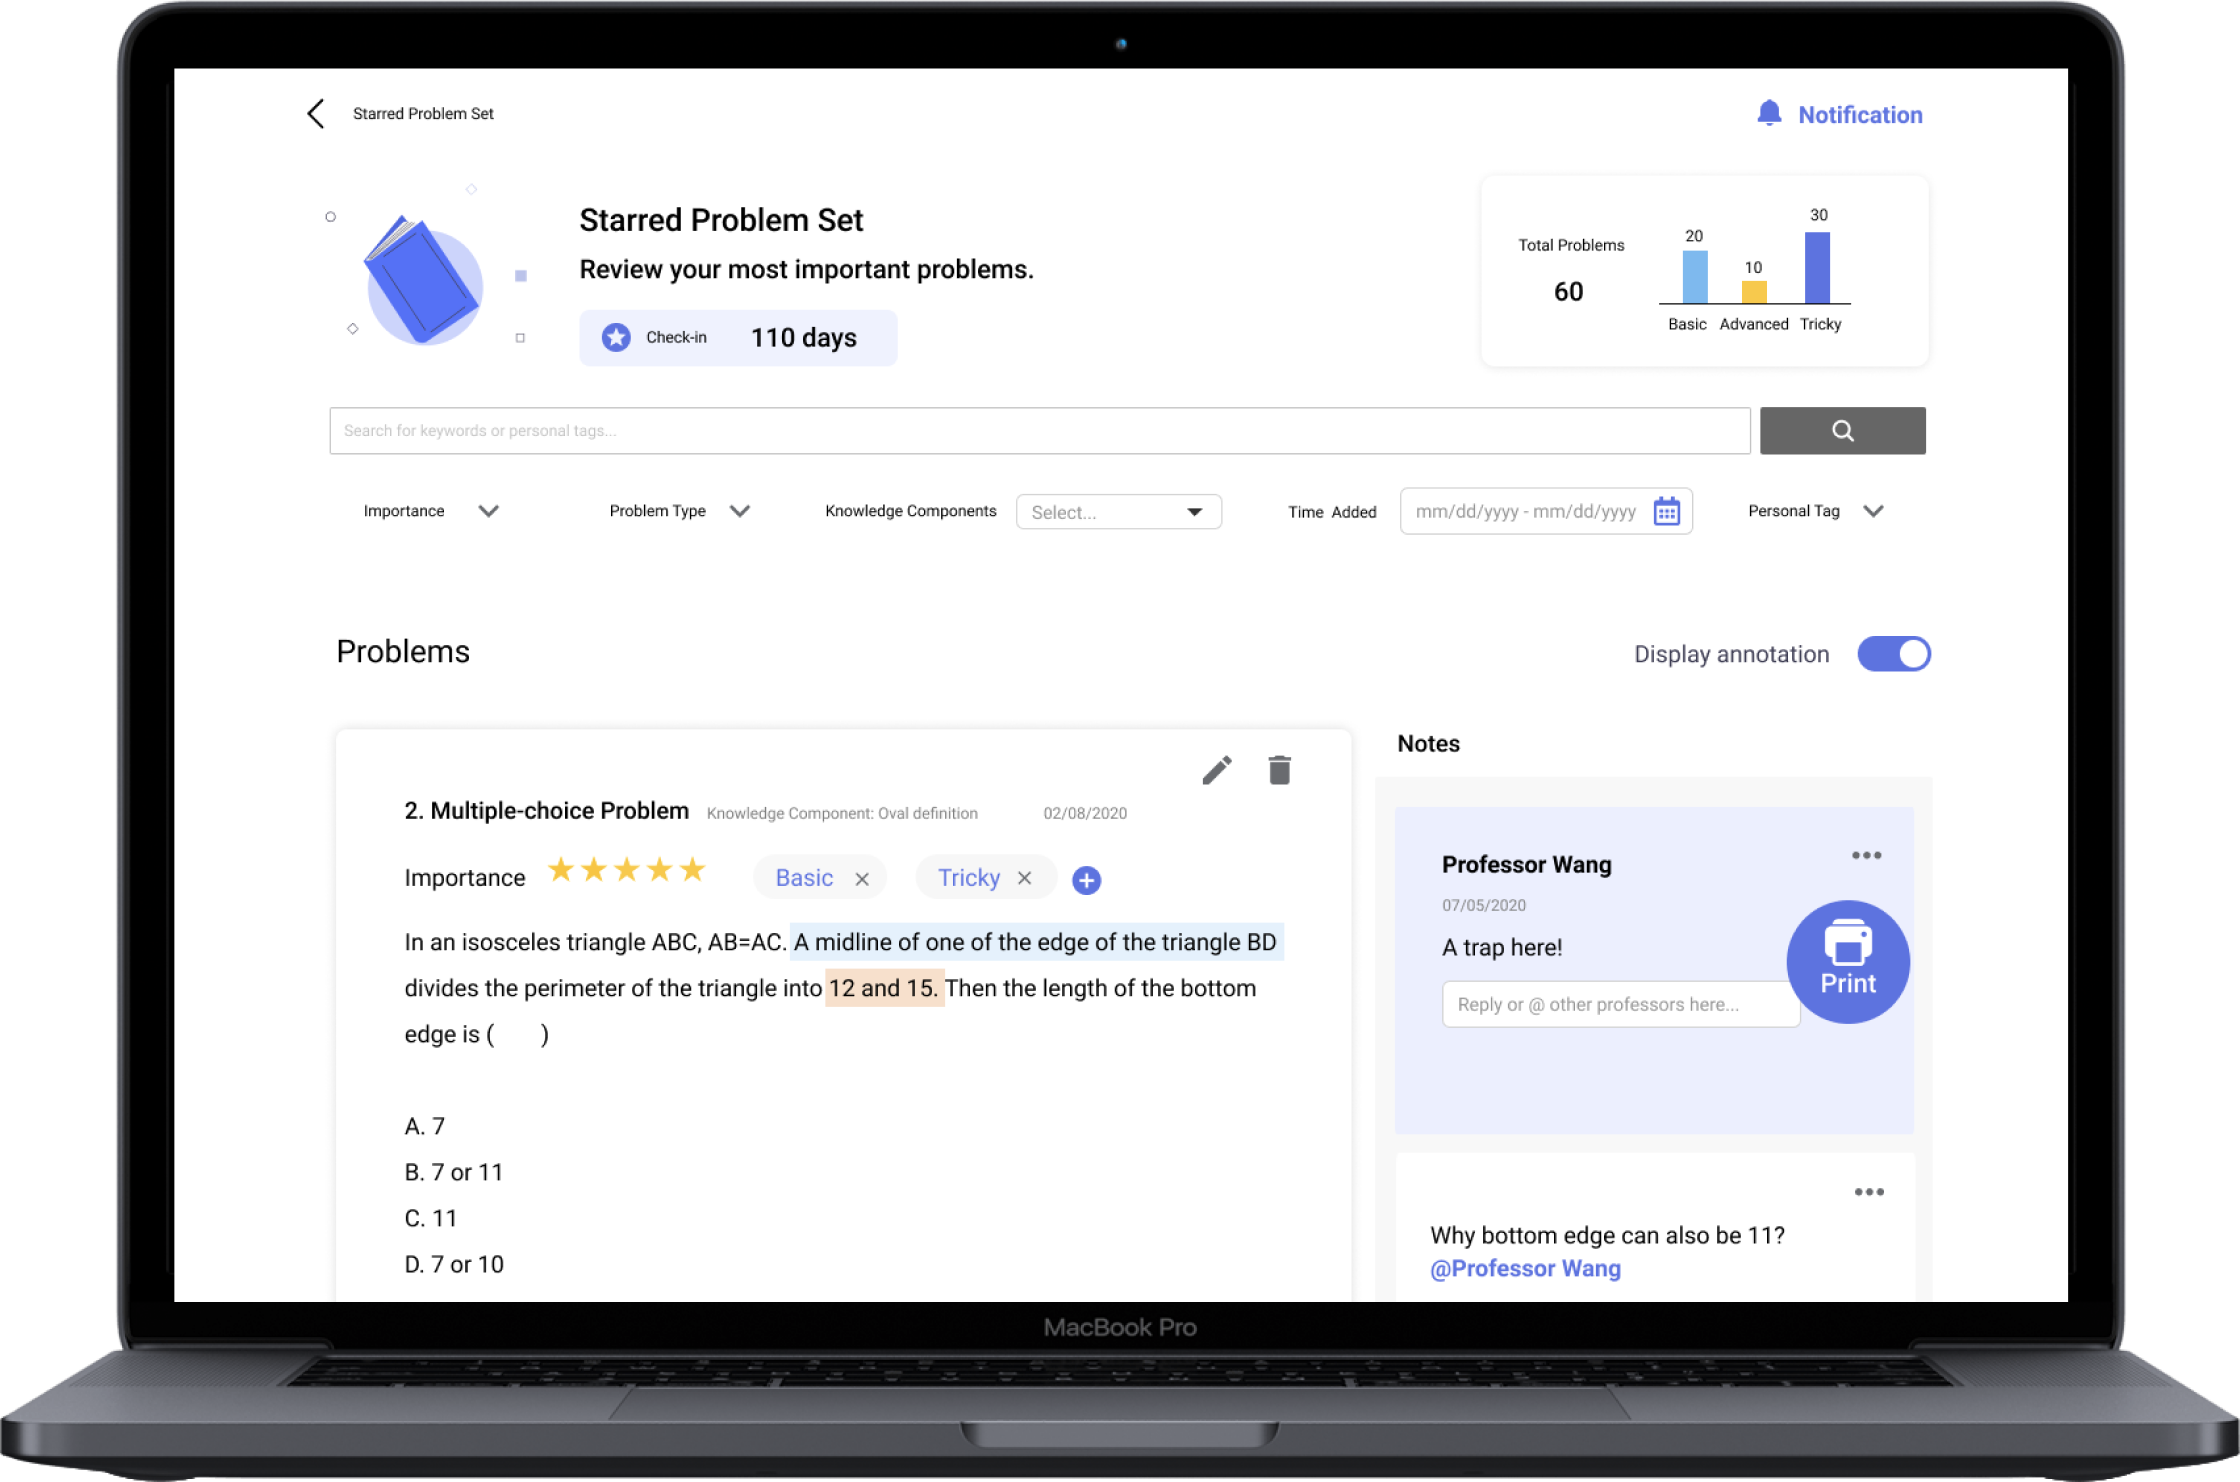 Starred Problem Set
Notification
Starred Problem Set
Review your most important problems.
Check-in 110 days
Total Problems
60
20
10
30
Basic Advanced Tricky
Search for keywords or personal tags...
Importance
Problem Type
Knowledge Components
Select...
Time Added
mm/dd/yyyy - mm/dd/yyyy
Personal Tag
Problems
Display annotation
2. Multiple-choice Problem Knowledge Component: Oval definition 02/08/2020
Importance Basic Tricky
In an isosceles triangle ABC, AB=AC. A midline of one of the edge of the triangle BD
divides the perimeter of the triangle into 12 and 15. Then the length of the bottom
edge is ( )
A. 7
B. 7 or 11
C. 11
D. 7 or 10
Notes
Professor Wang
07/05/2020
A trap here!
Reply or @ other professors here...
Print
Why bottom edge can also be 11?
@Professor Wang
MacBook Pro